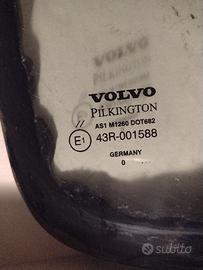 VOLVO
PILKINGTON
AS1 M1260 DOT682
E1 43R-001588
//
GERMANY
0
subito